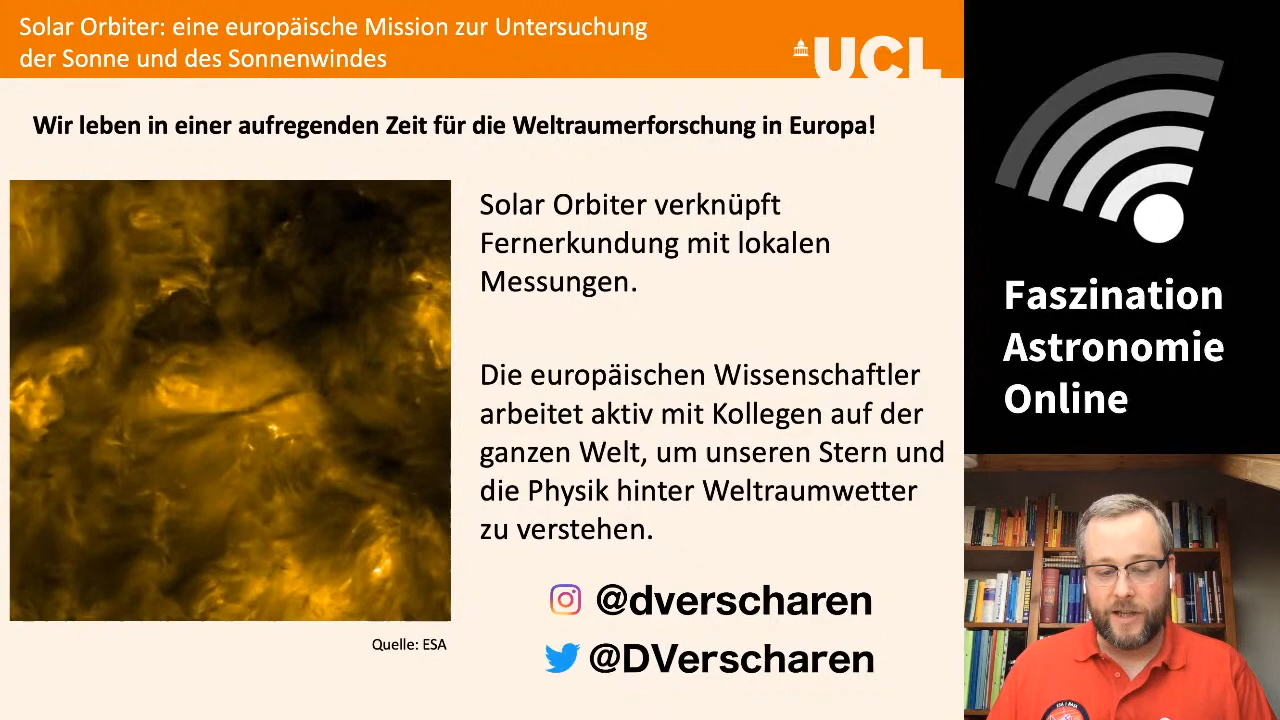 Solar Orbiter: eine europäische Mission zur Untersuchung
der Sonne und des Sonnenwindes
UCL
Wir leben in einer aufregenden Zeit für die Weltraumerforschung in Europa!
Solar Orbiter verknüpft
Fernerkundung mit lokalen
Messungen.
Die europäischen Wissenschaftler
arbeitet aktiv mit Kollegen auf der
ganzen Welt, um unseren Stern und
die Physik hinter Weltraumwetter
zu verstehen.
@dverscharen
@DVerscharen
Quelle: ESA
Faszination
Astronomie
Online